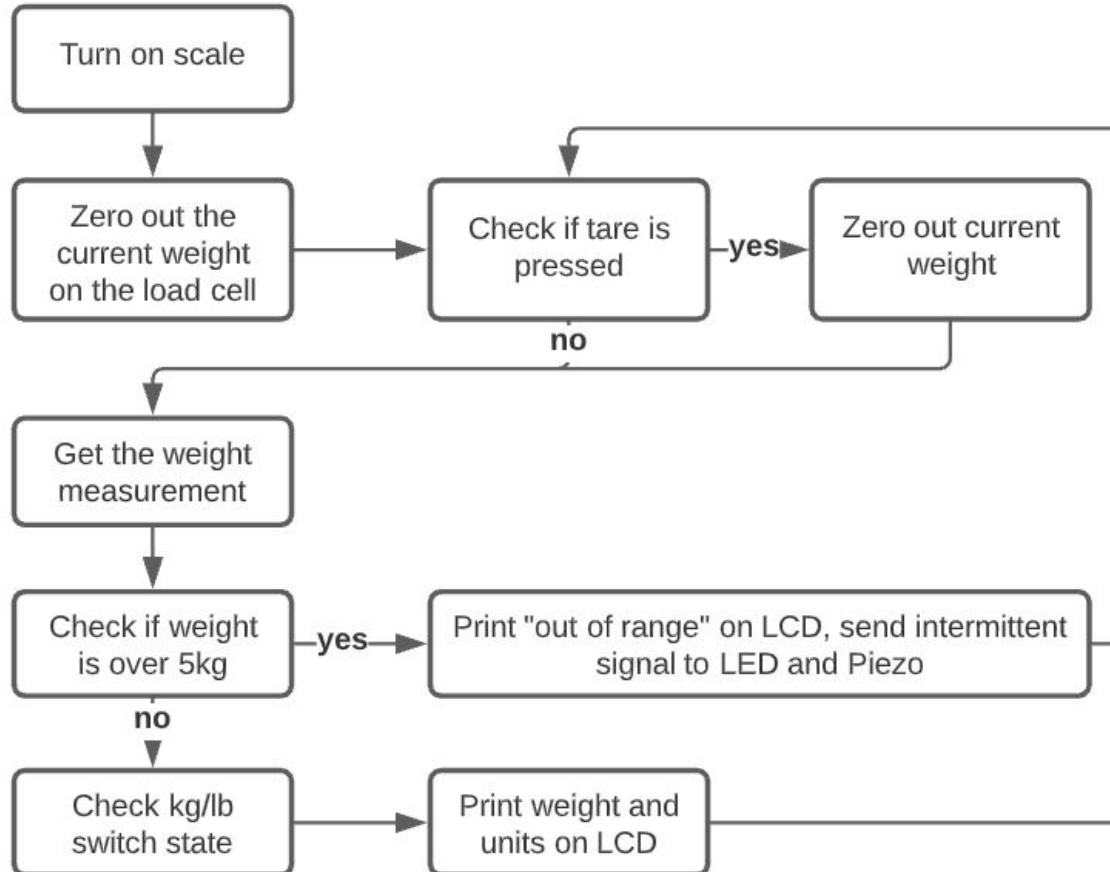 Turn on scale
Zero out the
current weight
on the load cell
Check if tare is
pressed
yes
Zero out current
weight
no
Get the weight
measurement
Check if weight
is over 5kg
yes
Print "out of range" on LCD, send intermittent
signal to LED and Piezo
no
Check kg/lb
switch state
Print weight and
units on LCD